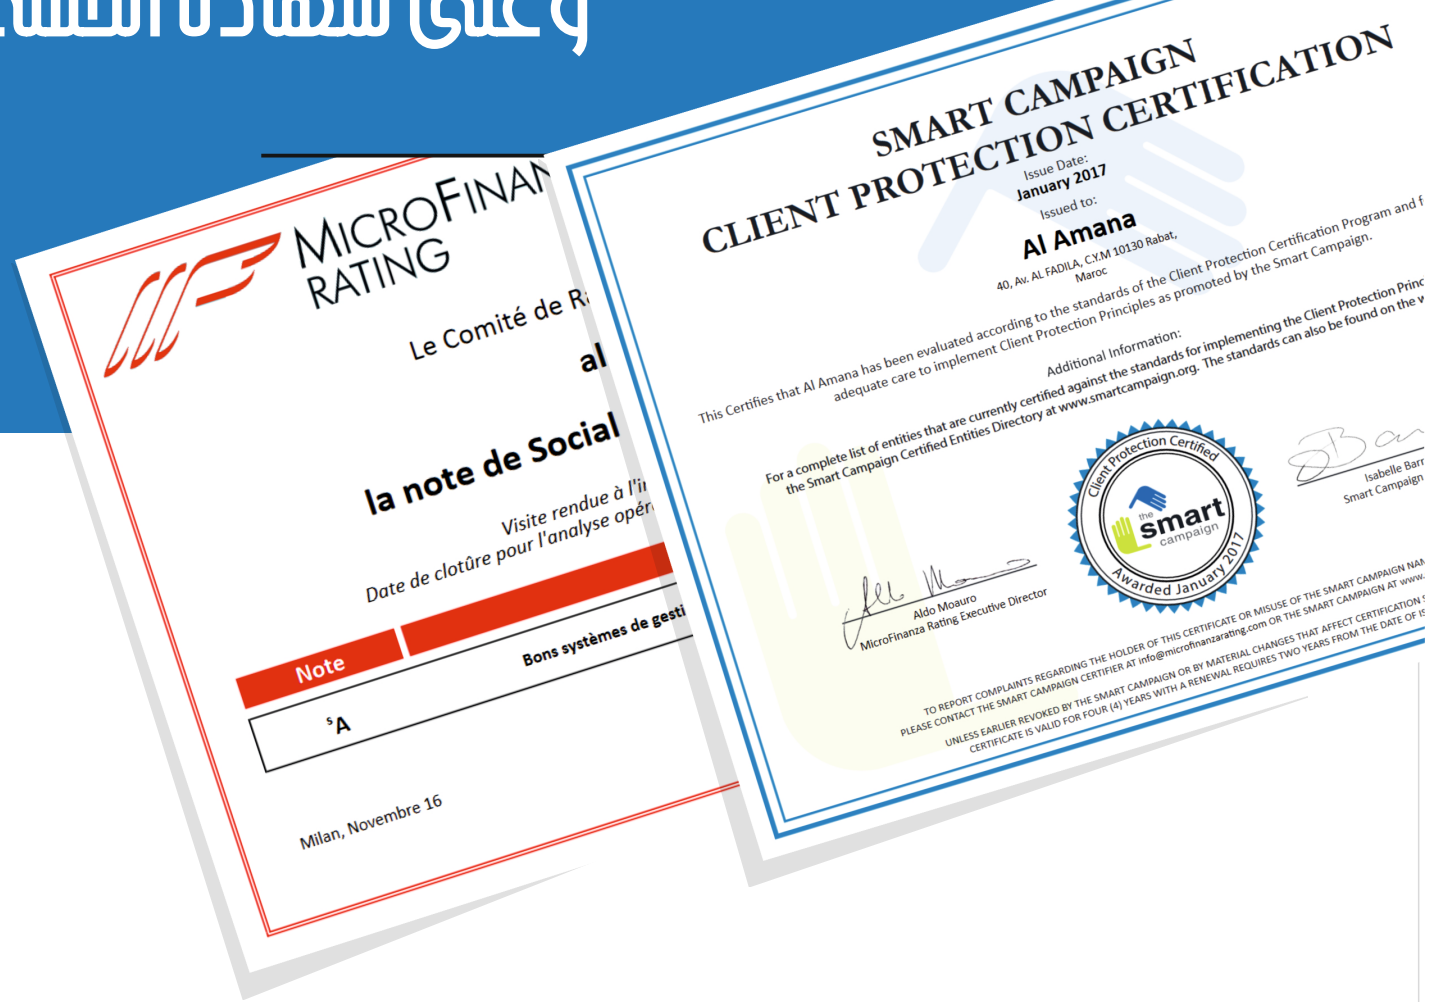 وعلى شهادة
MICROFINAN
RATING
Le Comité de Ra
al
la note de Social
Visite rendue à l'in
Date de clotûre pour l'analyse opér
Note
Bons systèmes de gesti
sA
Milan, Novembre 16
SMART CAMPAIGN
CLIENT PROTECTION CERTIFICATION
Issue Date:
January 2017
Issued to:
Al Amana
40, Av. AL FADILA, C.Y.M 10130 Rabat,
Maroc
This Certifies that Al Amana has been evaluated according to the standards of the Client Protection Certification Program and f
adequate care to implement Client Protection Principles as promoted by the Smart Campaign.
Additional Information:
For a complete list of entities that are currently certified against the standards for implementing the Client Protection Princ
the Smart Campaign Certified Entities Directory at www.smartcampaign.org. The standards can also be found on the w
Client Protection Certified
the
smart
campaign
Awarded January 2017
Isabelle Barr
Smart Campaign
Aldo Moauro
MicroFinanza Rating Executive Director
TO REPORT COMPLAINTS REGARDING THE HOLDER OF THIS CERTIFICATE OR MISUSE OF THE SMART CAMPAIGN NAM
PLEASE CONTACT THE SMART CAMPAIGN CERTIFIER AT info@microfinanzarating.com OR THE SMART CAMPAIGN AT www.
UNLESS EARLIER REVOKED BY THE SMART CAMPAIGN OR BY MATERIAL CHANGES THAT AFFECT CERTIFICATION S
CERTIFICATE IS VALID FOR FOUR (4) YEARS WITH A RENEWAL REQUIRES TWO YEARS FROM THE DATE OF IS